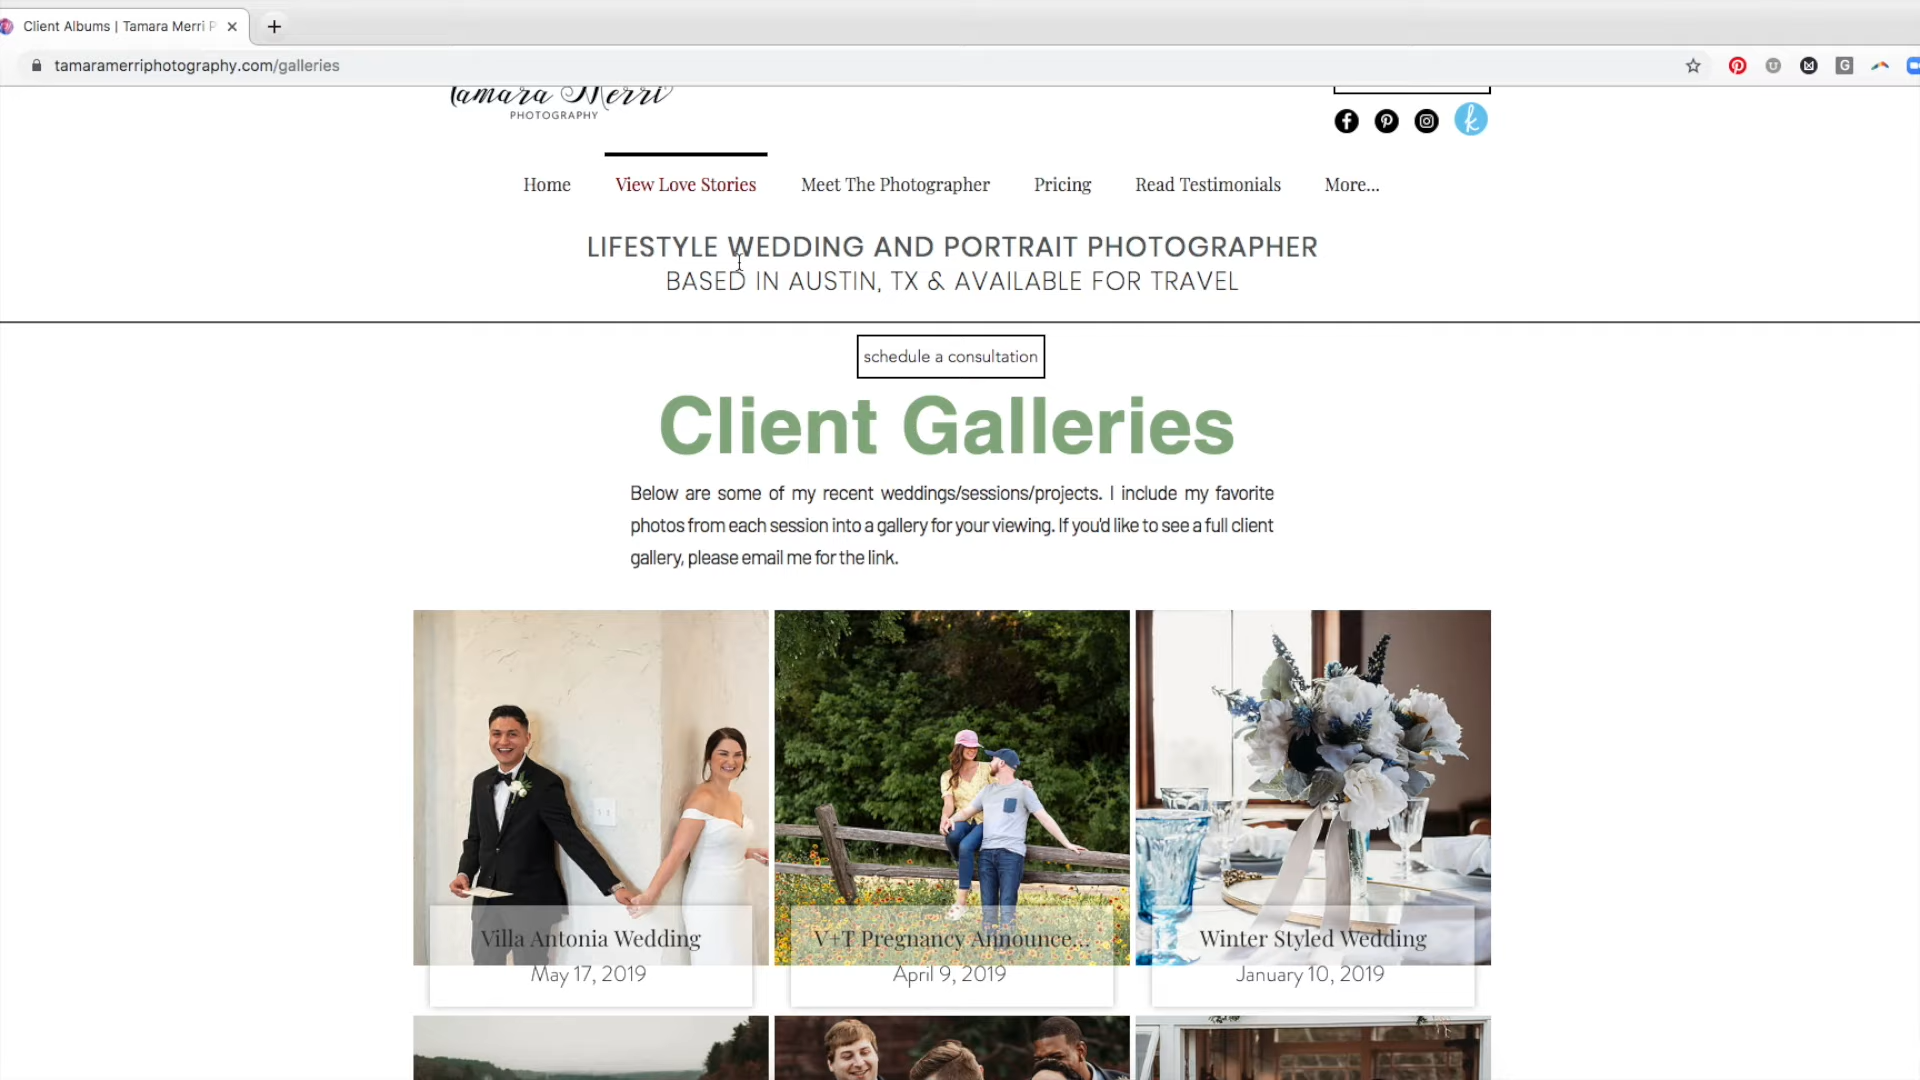 Client Albums | Tamara Merri P
tamaramerriphotography.com/galleries
Tamara Merri
PHOTOGRAPHY
Home
View Love Stories
Meet The Photographer
Pricing
Read Testimonials
More...
LIFESTYLE WEDDING AND PORTRAIT PHOTOGRAPHER
BASED IN AUSTIN, TX & AVAILABLE FOR TRAVEL
schedule a consultation
Client Galleries
Below are some of my recent weddings/sessions/projects. I include my favorite
photos from each session into a gallery for your viewing. If you'd like to see a full client
gallery, please email me for the link.
Villa Antonia Wedding
May 17, 2019
V+T Pregnancy Announce...
April 9, 2019
Winter Styled Wedding
January 10, 2019